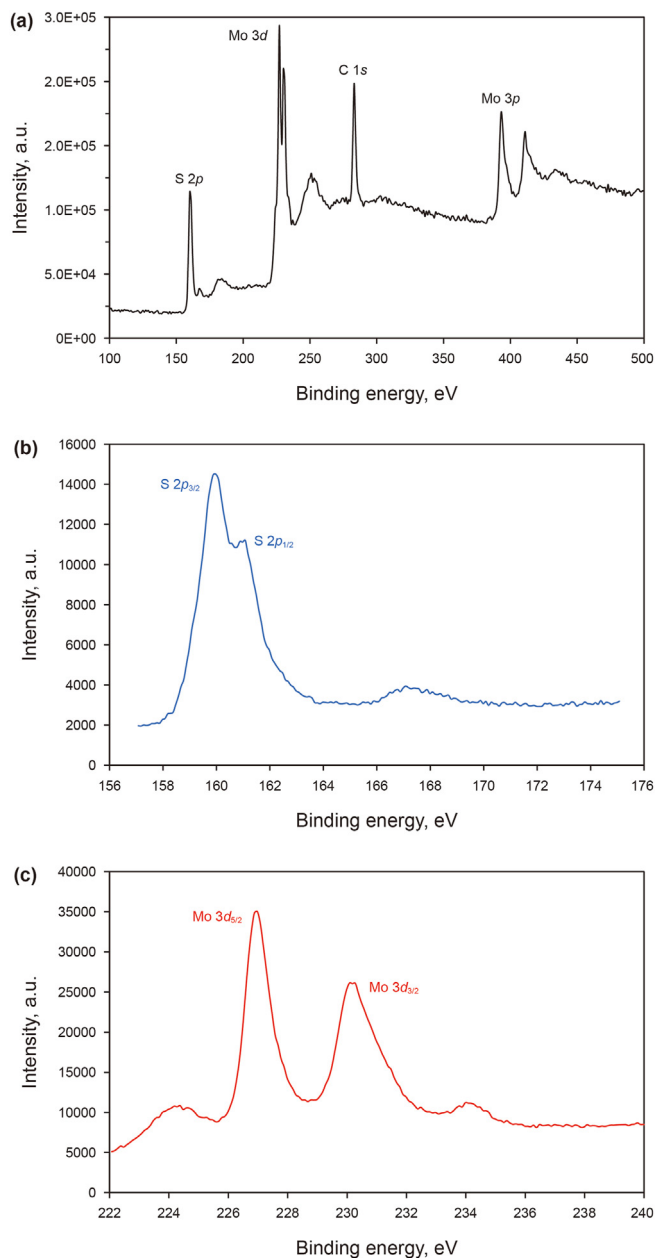 (a)
3.0E+05
2.0E+05
2.0E+05
1.0E+05
5.0E+04
0E+00
Intensity, a.u.
S 2p
Mo 3d
C 1s
Mo 3p
100 150 200 250 300 350 400 450 500
Binding energy, eV
(b)
16000
14000
12000
10000
8000
6000
4000
2000
0
Intensity, a.u.
S 2p3/2
S 2p1/2
156 158 160 162 164 166 168 170 172 174 176
Binding energy, eV
(c)
40000
35000
30000
25000
20000
15000
10000
5000
0
Intensity, a.u.
Mo 3d5/2
Mo 3d3/2
222 224 226 228 230 232 234 236 238 240
Binding energy, eV